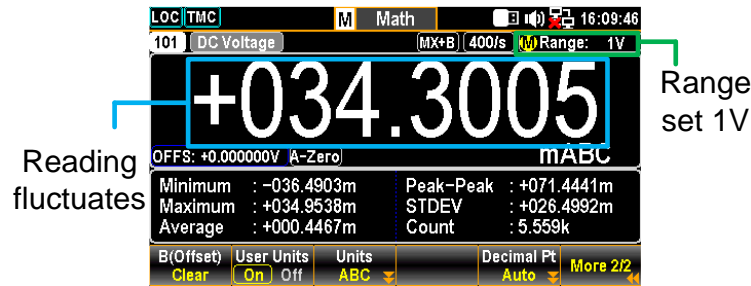 LOC TMC M Math 16:09:46
101 DC Voltage MX+B 400/s M Range: 1V
+034.3005
OFFS: +0.000000V A-Zero mABC
Minimum : -036.4903m Peak-Peak : +071.4441m
Maximum : +034.9538m STDEV : +026.4992m
Average : +000.4467m Count : 5.559k
B(Offset) User Units Units Decimal Pt More 2/2
Clear On Off ABC Auto
Reading
fluctuates
Range
set 1V